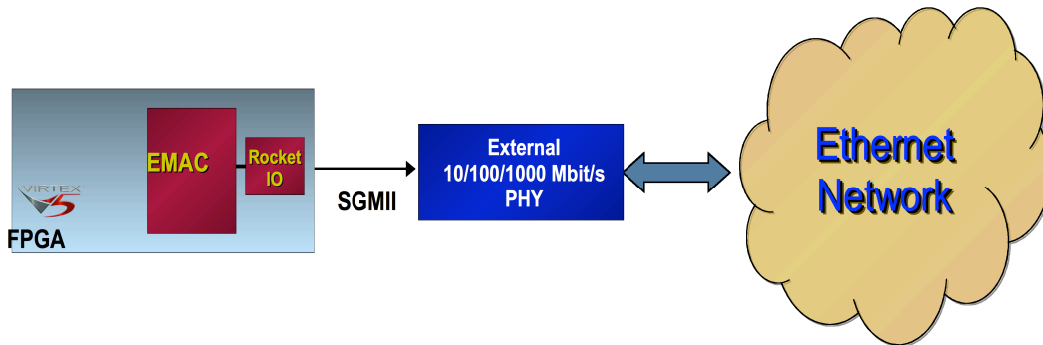 EMAC
Rocket
IO
VIRTEX
5
FPGA
SGMII
External
10/100/1000 Mbit/s
PHY
Ethernet
Network